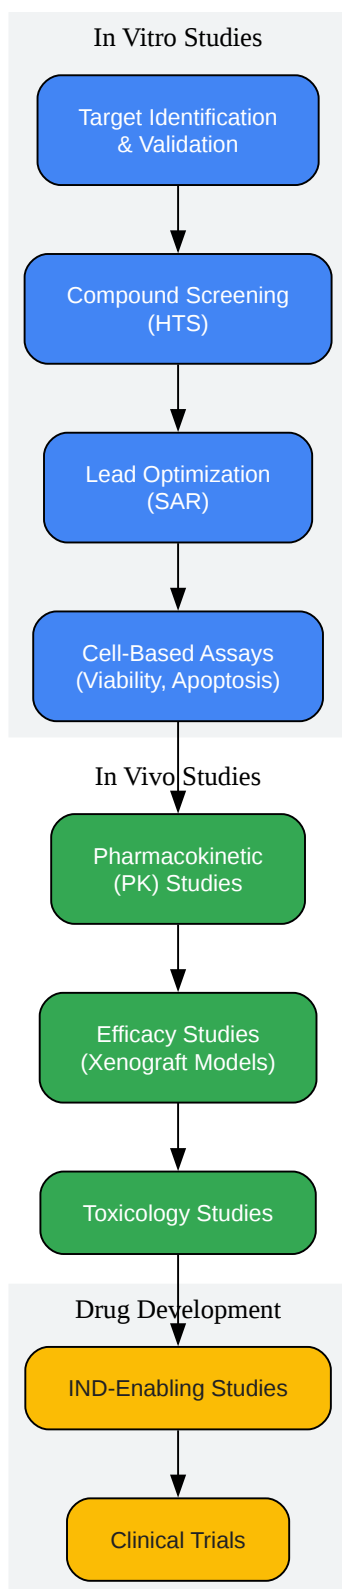 In Vitro Studies
Target Identification
& Validation
Compound Screening
(HTS)
Lead Optimization
(SAR)
Cell-Based Assays
(Viability, Apoptosis)
In Vivo Studies
Pharmacokinetic
(PK) Studies
Efficacy Studies
(Xenograft Models)
Toxicology Studies
Drug Development
IND-Enabling Studies
Clinical Trials